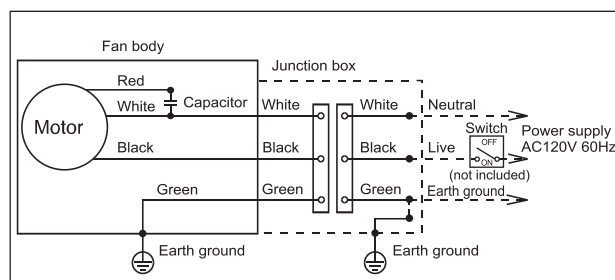 Fan body
Junction box
Red
White
Capacitor
White
White
Neutral
Motor
Switch
OFF
ON
Power supply
AC120V 60Hz
Black
Black
Black
Live
(not included)
Green
Green
Green
Earth ground
Earth ground
Earth ground